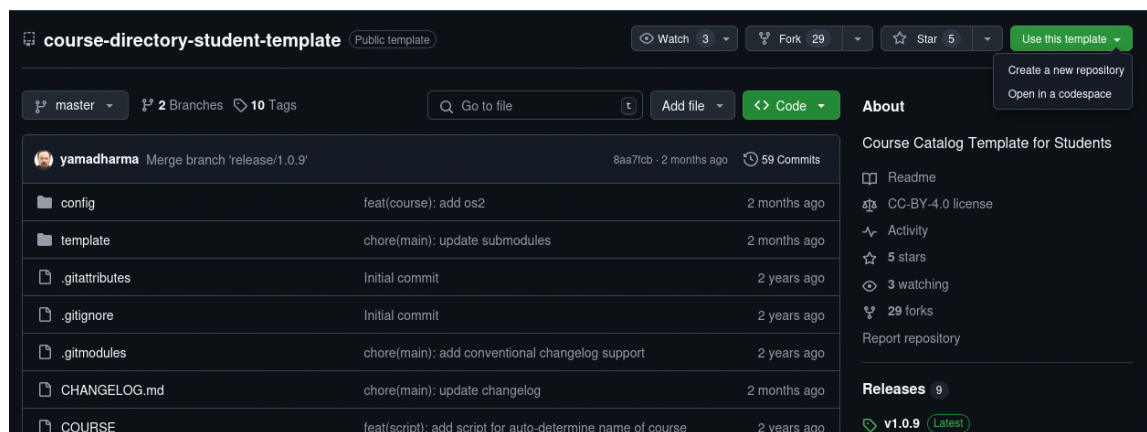 course-directory-student-template Public template Watch 3 Fork 29 Star 5 Use this template
Create a new repository
Open in a codespace
master 2 Branches 10 Tags Go to file t Add file Code
yamadharma Merge branch 'release/1.0.9' 8aa7fcb · 2 months ago 59 Commits
config feat(course): add os2 2 months ago
template chore(main): update submodules 2 months ago
.gitattributes Initial commit 2 years ago
.gitignore Initial commit 2 years ago
.gitmodules chore(main): add conventional changelog support 2 years ago
CHANGELOG.md chore(main): update changelog 2 months ago
COURSE feat(script): add script for auto-determine name of course 2 years ago
About
Course Catalog Template for Students
Readme
CC-BY-4.0 license
Activity
5 stars
3 watching
29 forks
Report repository
Releases 9
v1.0.9 Latest